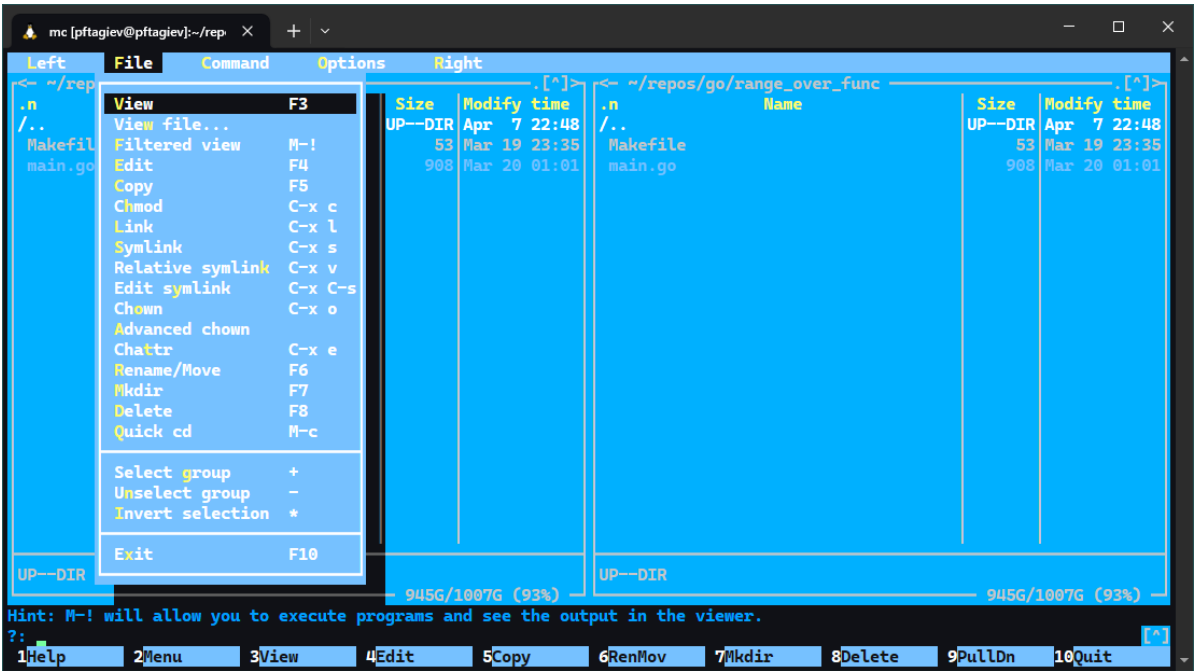 mc [pftagiev@pftagiev]:~/rep
Left File Command Options Right
<- ~/rep .[^]> <- ~/repos/go/range_over_func .[^]>
.n View F3 Size Modify time .n Name Size Modify time
/.. View file... UP--DIR Apr 7 22:48 /.. UP--DIR Apr 7 22:48
Makefil Filtered view M-! 53 Mar 19 23:35 Makefile 53 Mar 19 23:35
main.go Edit F4 908 Mar 20 01:01 main.go 908 Mar 20 01:01
Copy F5
Chmod C-x c
Link C-x l
Symlink C-x s
Relative symlink C-x v
Edit symlink C-x C-s
Chown C-x o
Advanced chown
Chattr C-x e
Rename/Move F6
Mkdir F7
Delete F8
Quick cd M-c
Select group +
Unselect group -
Invert selection *
Exit F10
UP--DIR UP--DIR
945G/1007G (93%) 945G/1007G (93%)
Hint: M-! will allow you to execute programs and see the output in the viewer.
?: [^]
1Help 2Menu 3View 4Edit 5Copy 6RenMov 7Mkdir 8Delete 9PullDn 10Quit